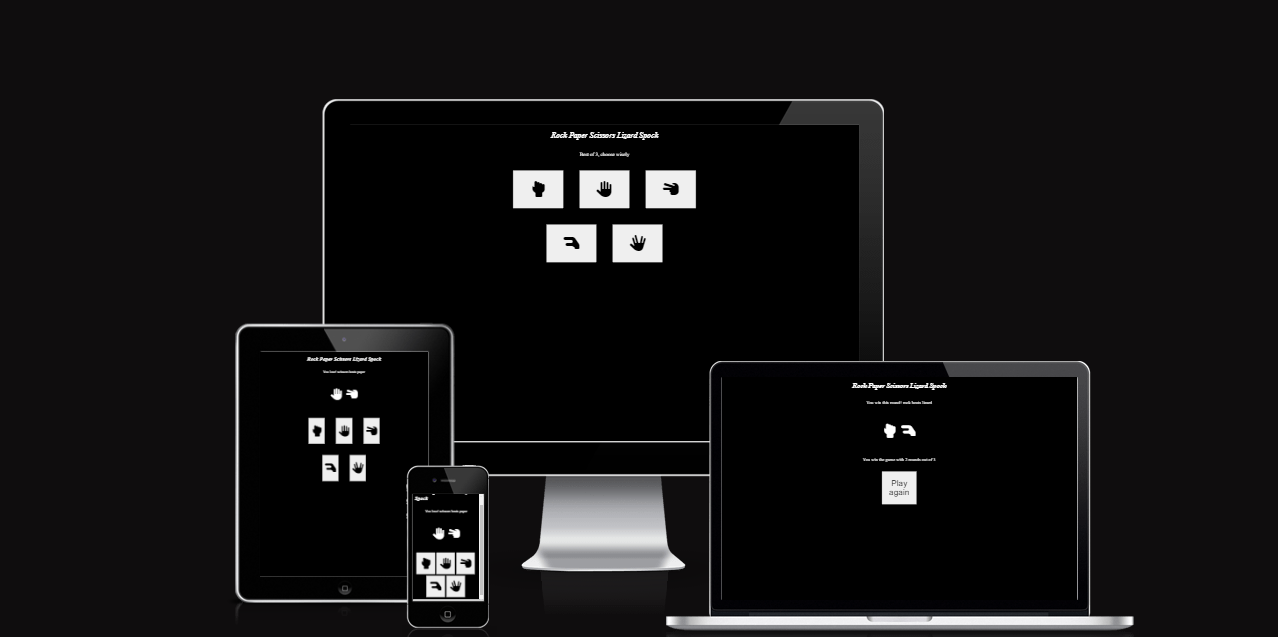 Rock Paper Scissors Lizard Spock
Best of 3, choose wisely
Rock Paper Scissors Lizard Spock
You lose! scissors beats paper
Spock
You lose! scissors beats paper
Rock Paper Scissors Lizard Spock
You win this round! rock beats lizard
You win the game with 2 rounds out of 3
Play
again